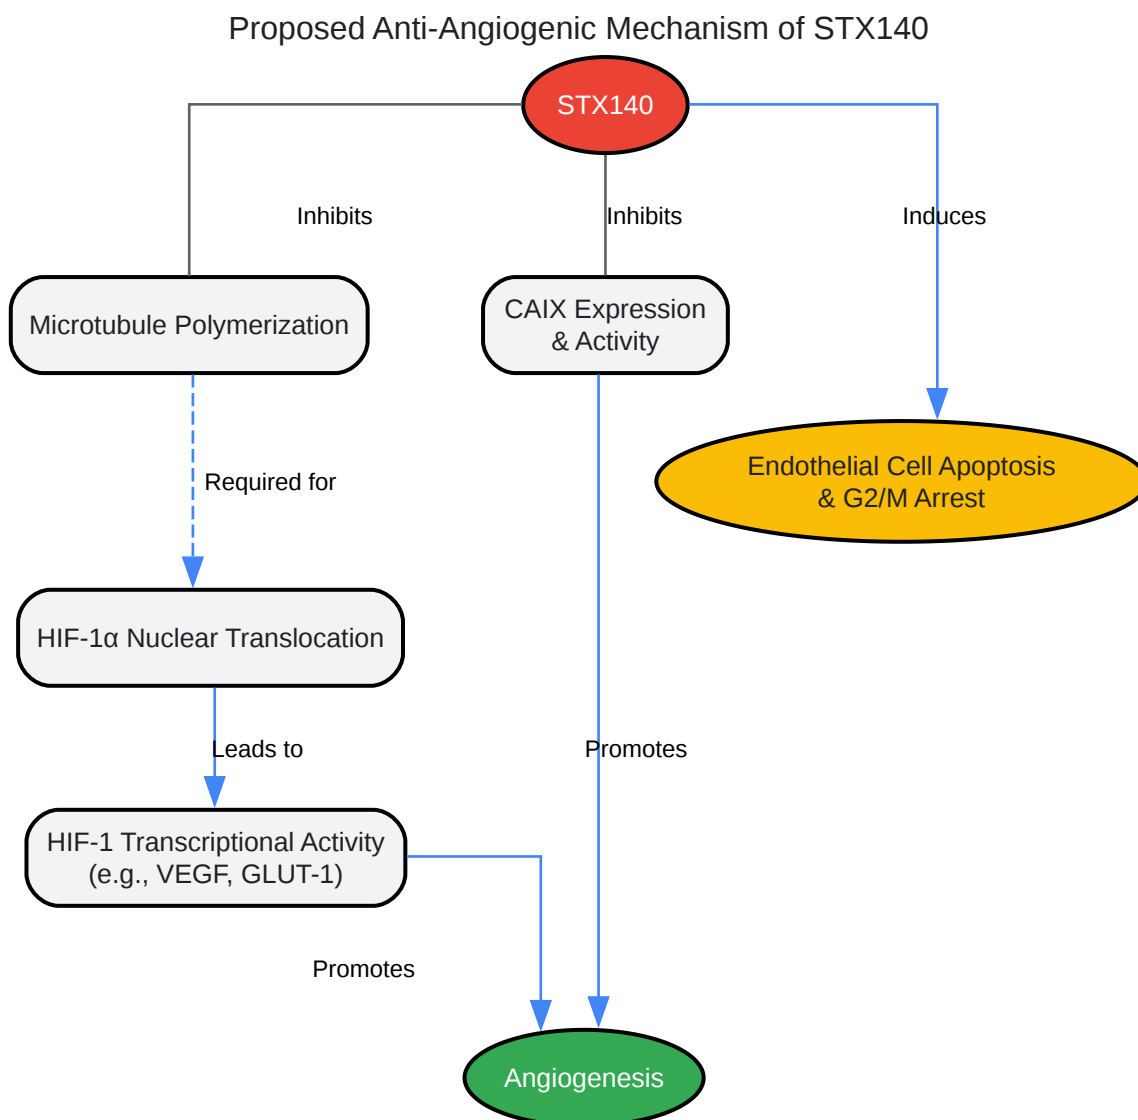 Proposed Anti-Angiogenic Mechanism of STX140
STX140
Inhibits
Inhibits
Induces
Microtubule Polymerization
CAIX Expression
& Activity
Endothelial Cell Apoptosis
& G2/M Arrest
Required for
HIF-1α Nuclear Translocation
Leads to
Promotes
HIF-1 Transcriptional Activity
(e.g., VEGF, GLUT-1)
Promotes
Angiogenesis